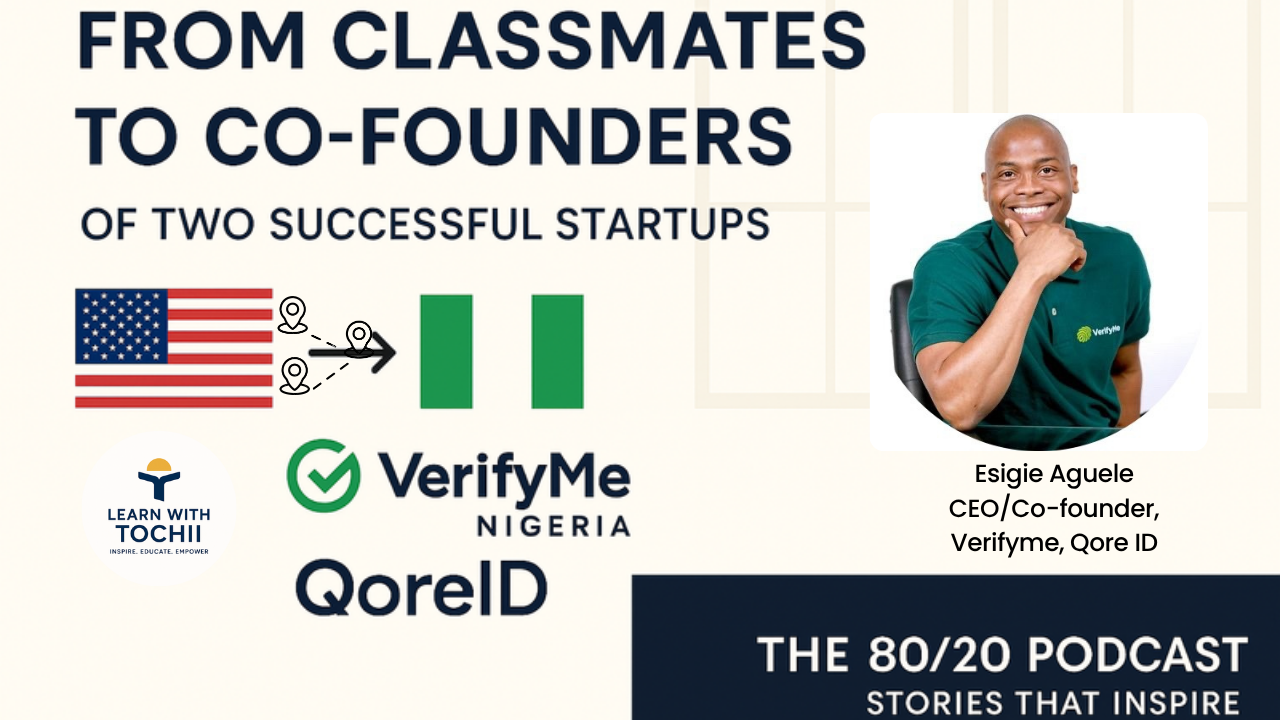 FROM CLASSMATES
TO CO-FOUNDERS
OF TWO SUCCESSFUL STARTUPS
VerifyMe
Esigie Aguele
CEO/Co-founder,
Verifyme, Qore ID
LEARN WITH
TOCHII
INSPIRE. EDUCATE. EMPOWER
VerifyMe
NIGERIA
QoreID
THE 80/20 PODCAST
STORIES THAT INSPIRE